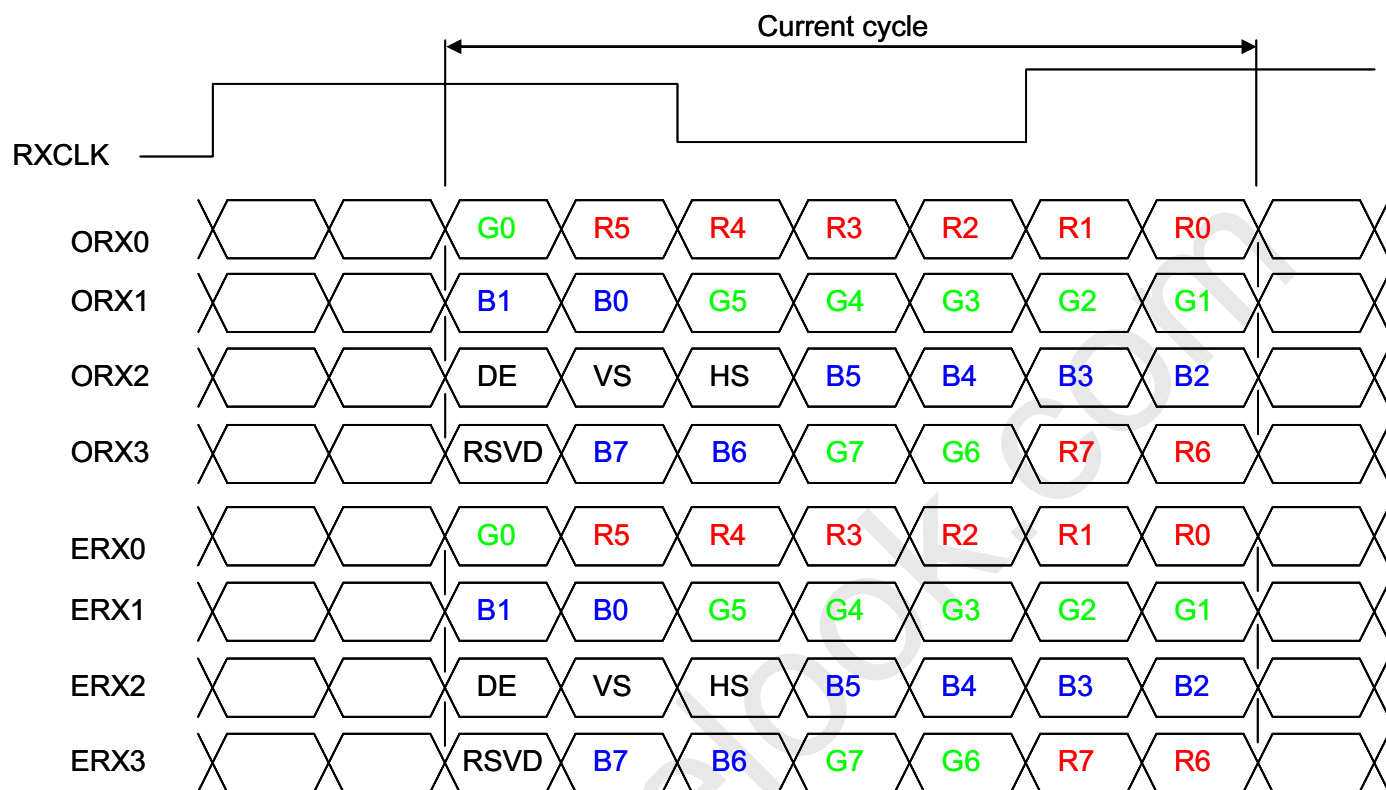 Current cycle
RXCLK
ORX0 G0 R5 R4 R3 R2 R1 R0
ORX1 B1 B0 G5 G4 G3 G2 G1
ORX2 DE VS HS B5 B4 B3 B2
ORX3 RSVD B7 B6 G7 G6 R7 R6
ERX0 G0 R5 R4 R3 R2 R1 R0
ERX1 B1 B0 G5 G4 G3 G2 G1
ERX2 DE VS HS B5 B4 B3 B2
ERX3 RSVD B7 B6 G7 G6 R7 R6
elook.com